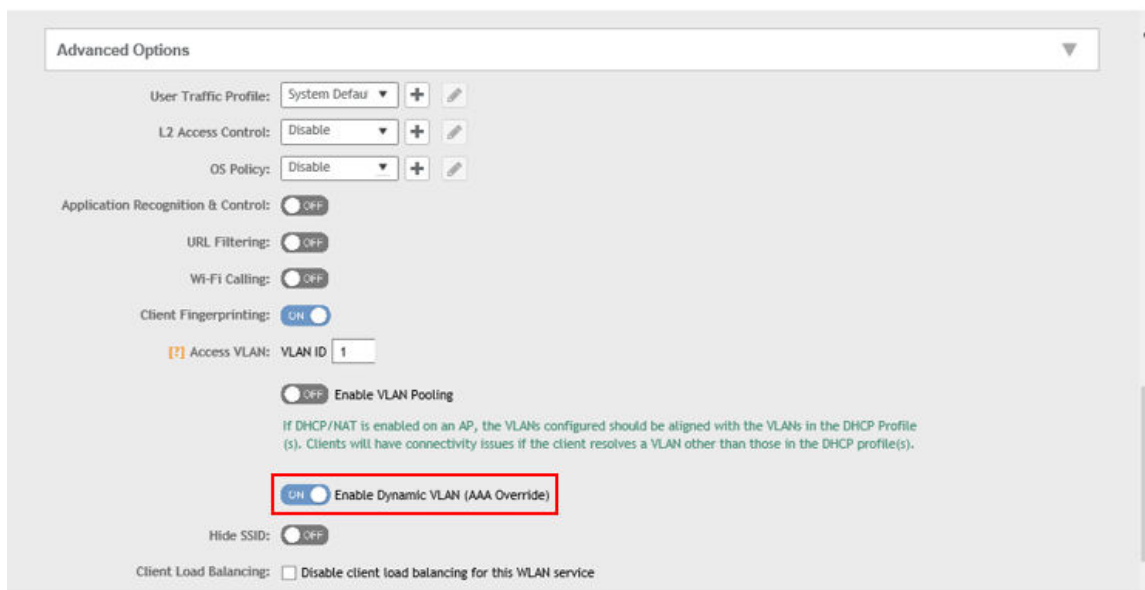 Advanced Options
User Traffic Profile: System Defau
L2 Access Control: Disable
OS Policy: Disable
Application Recognition & Control: OFF
URL Filtering: OFF
Wi-Fi Calling: OFF
Client Fingerprinting: ON
[?] Access VLAN: VLAN ID 1
OFF Enable VLAN Pooling
If DHCP/NAT is enabled on an AP, the VLANs configured should be aligned with the VLANs in the DHCP Profile
(s). Clients will have connectivity issues if the client resolves a VLAN other than those in the DHCP profile(s).
ON Enable Dynamic VLAN (AAA Override)
Hide SSID: OFF
Client Load Balancing: Disable client load balancing for this WLAN service